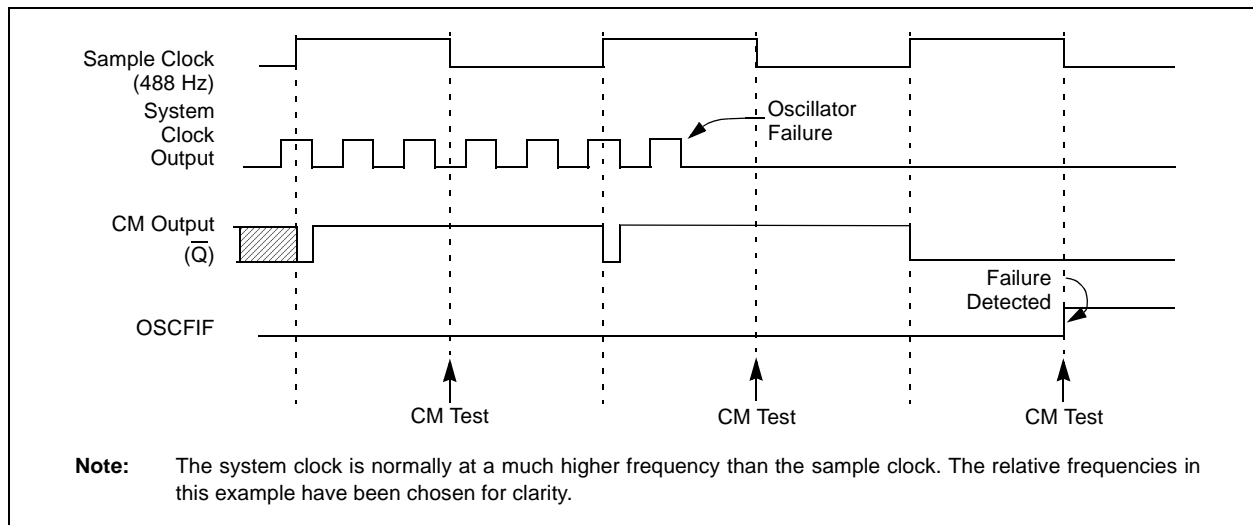 Sample Clock
(488 Hz)
System
Clock
Output
Oscillator
Failure
CM Output
(Q̅)
Failure
Detected
OSCFIF
CM Test
CM Test
CM Test
Note: The system clock is normally at a much higher frequency than the sample clock. The relative frequencies in
this example have been chosen for clarity.